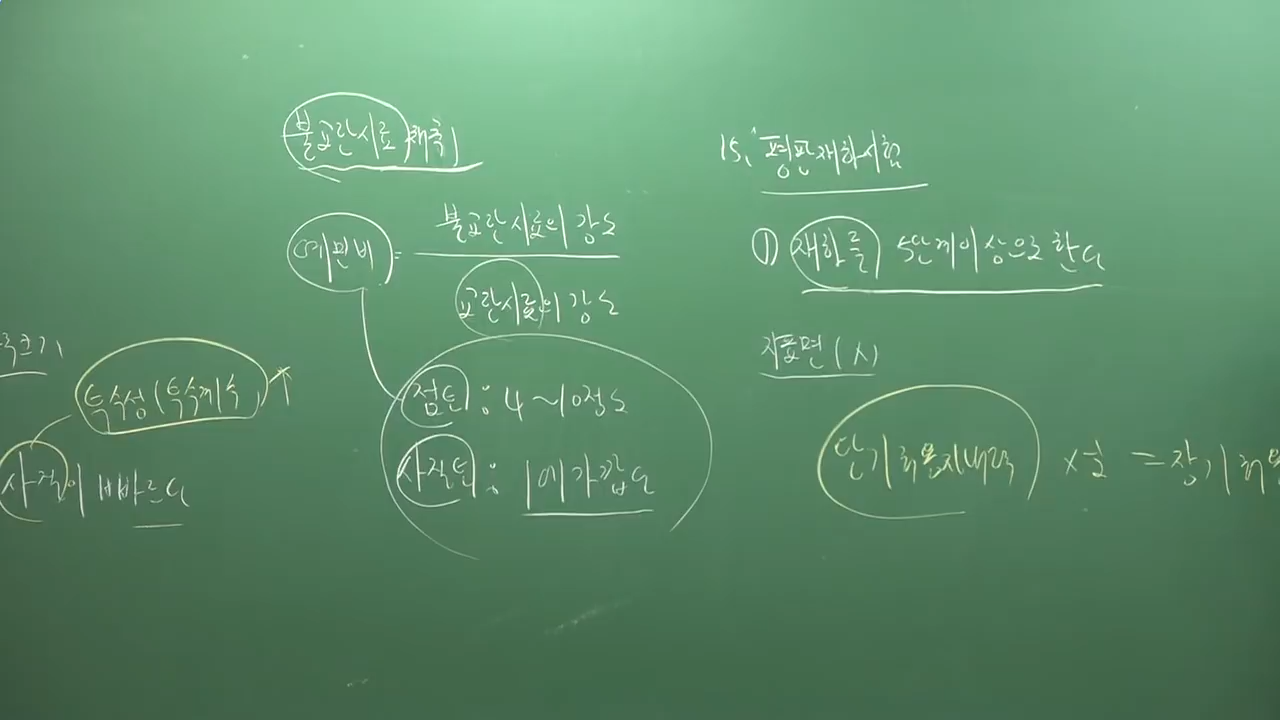 투수성(투수계수) ↑
사질이 빠르다
불교란시료 채취
예민비 = 불교란시료의 강도
교란시료의 강도
점토 : 4~10정도
사질토 : 1에 가깝다
15. 평판재하시험
① 재하를 5단계이상으로 한다
지표면 (X)
단기허용지내력 × 1/2 = 장기허용